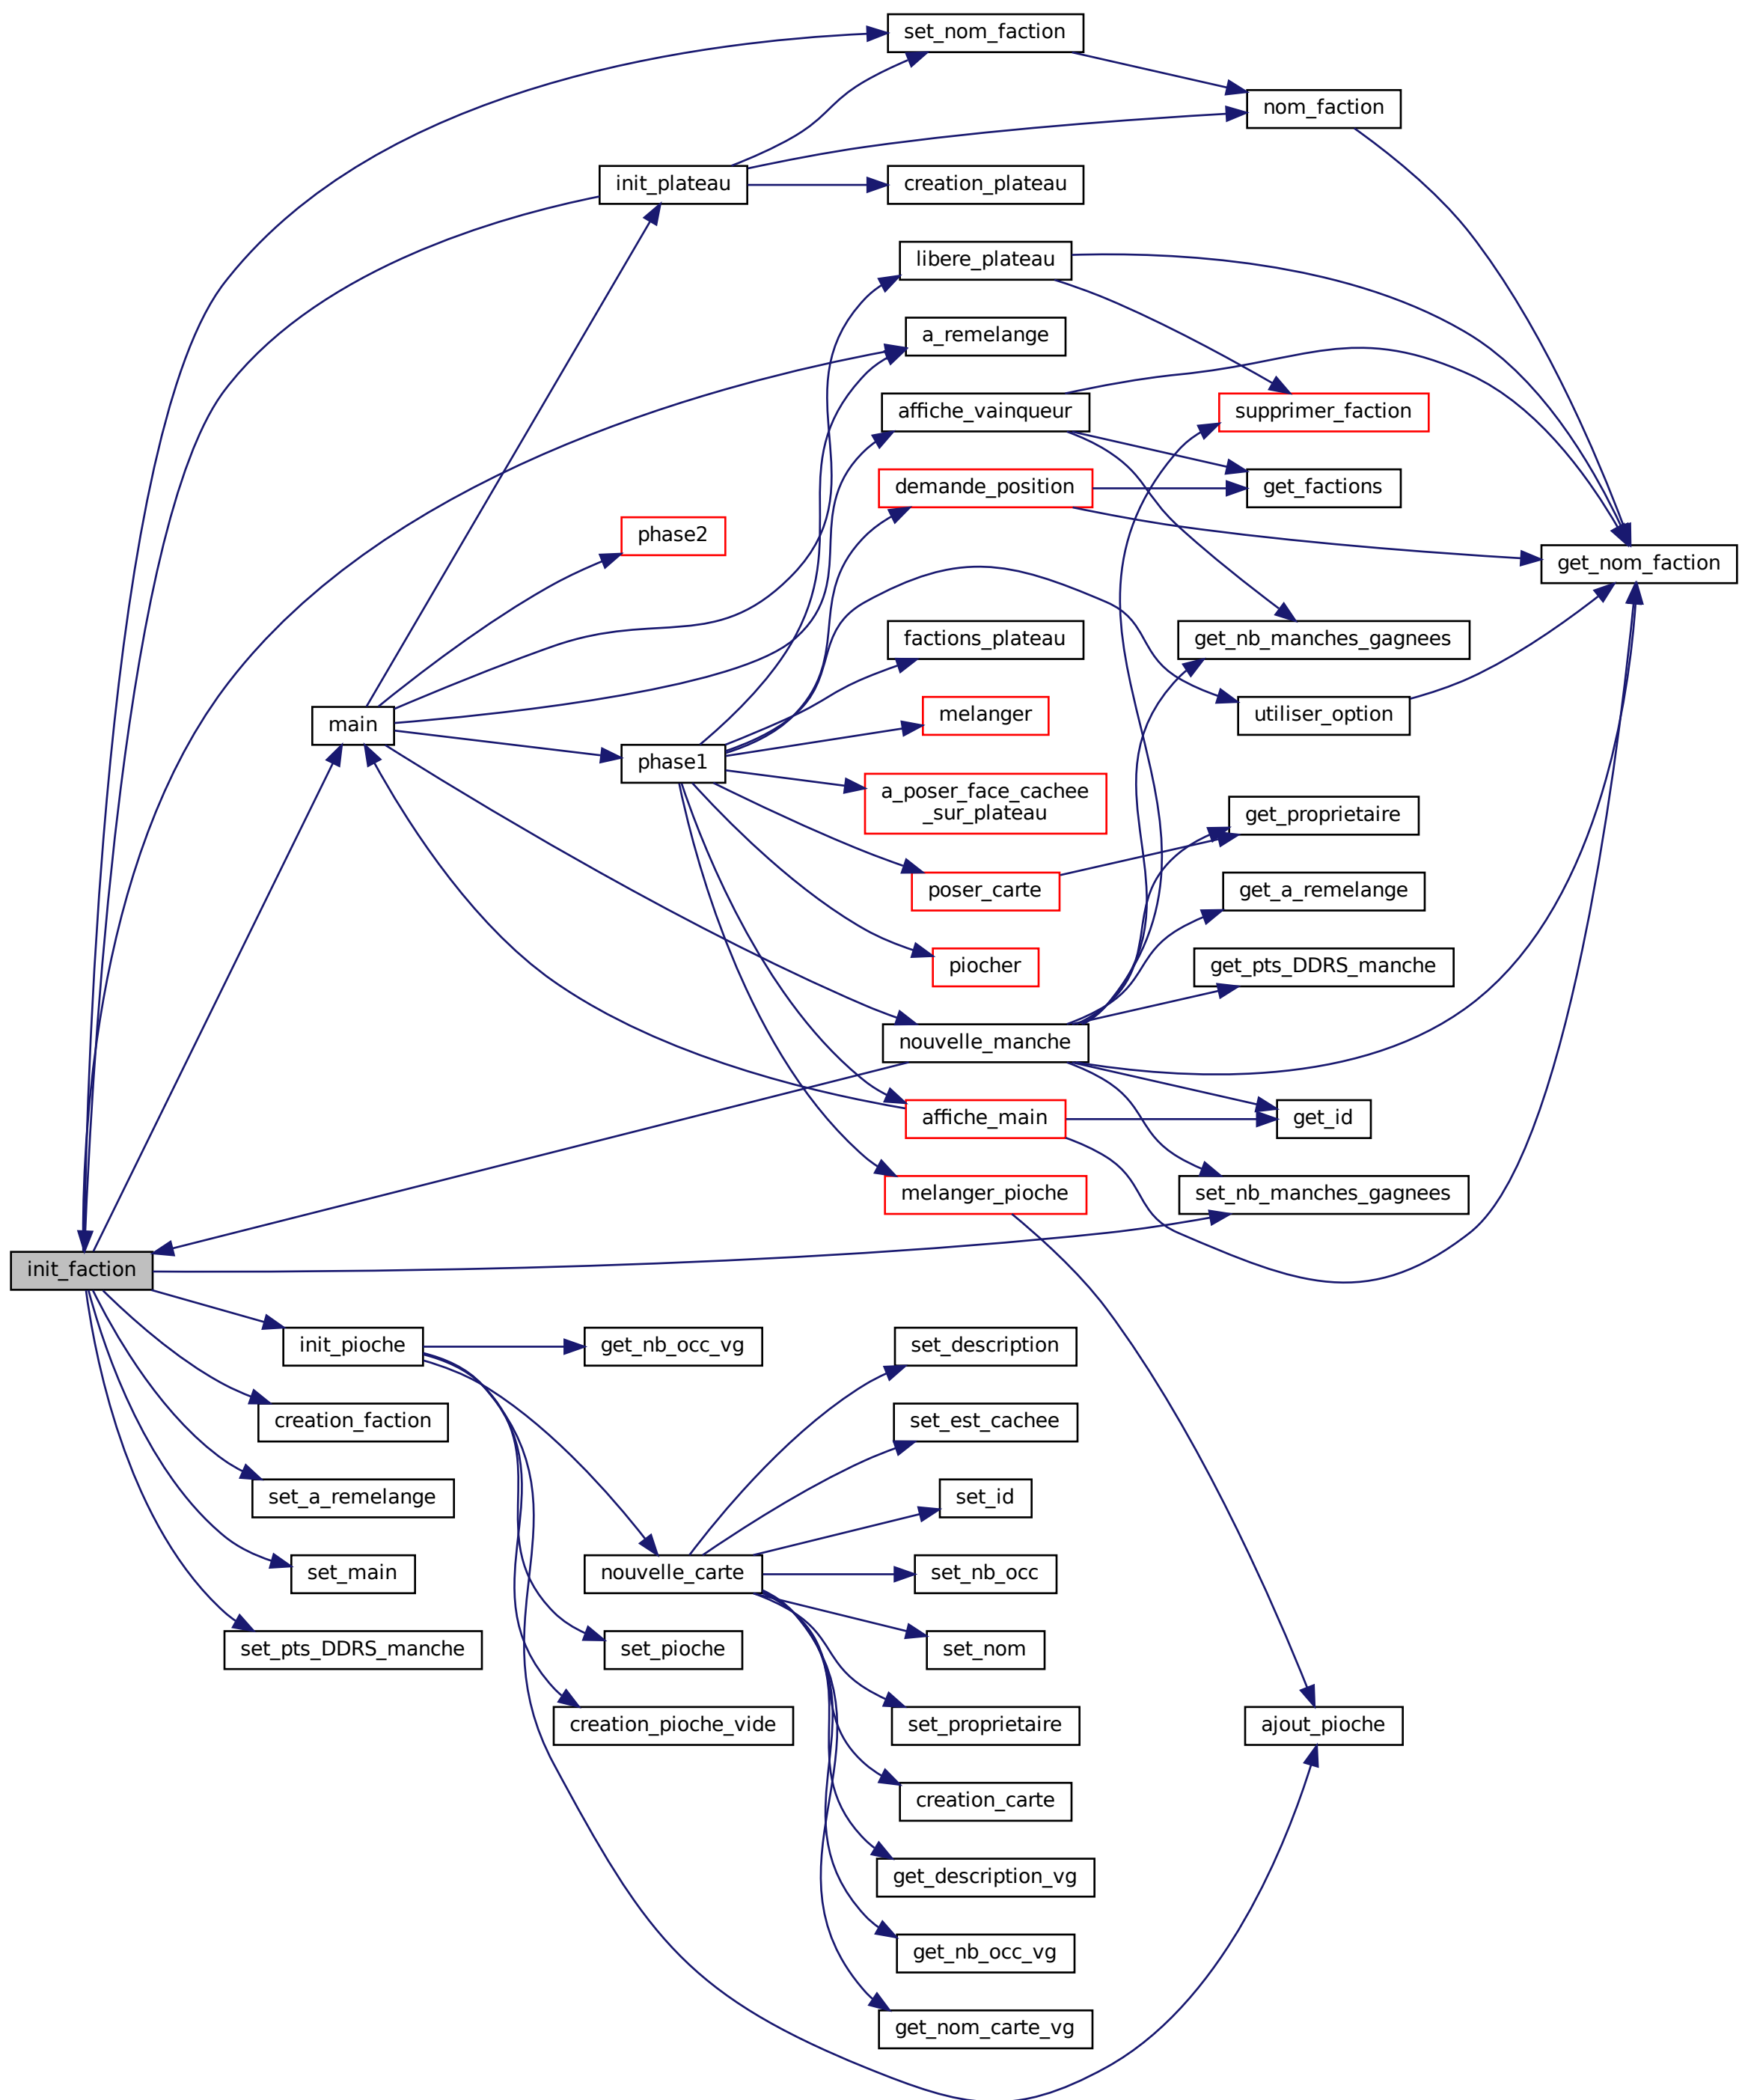 set_nom_faction
nom_faction
init_plateau
creation_plateau
libere_plateau
a_remelange
affiche_vainqueur
supprimer_faction
demande_position
get_factions
phase2
get_nom_faction
factions_plateau
get_nb_manches_gagnees
melanger
utiliser_option
main
phase1
a_poser_face_cachee
_sur_plateau
get_proprietaire
poser_carte
get_a_remelange
piocher
get_pts_DDRS_manche
nouvelle_manche
affiche_main
get_id
melanger_pioche
set_nb_manches_gagnees
init_faction
init_pioche
get_nb_occ_vg
set_description
creation_faction
set_est_cachee
set_a_remelange
set_id
set_main
nouvelle_carte
set_nb_occ
set_pts_DDRS_manche
set_pioche
set_nom
creation_pioche_vide
set_proprietaire
ajout_pioche
creation_carte
get_description_vg
get_nb_occ_vg
get_nom_carte_vg